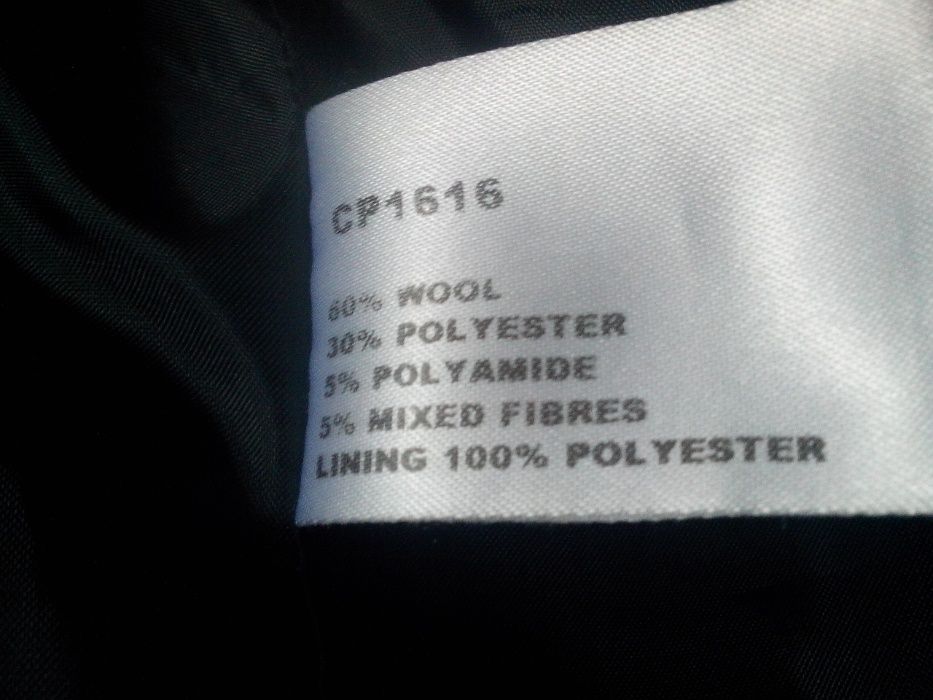 CP1616
60% WOOL
30% POLYESTER
5% POLYAMIDE
5% MIXED FIBRES
LINING 100% POLYESTER